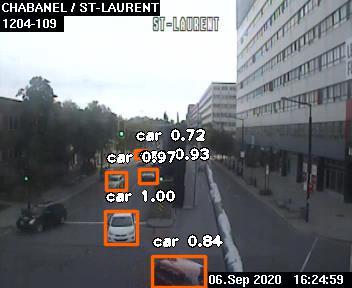 CHABANEL / ST-LAURENT
1204-109
ST-LAURENT
car 0.72
car 0.97
0.93
car 1.00
car 0.84
06.Sep 2020 16:24:59